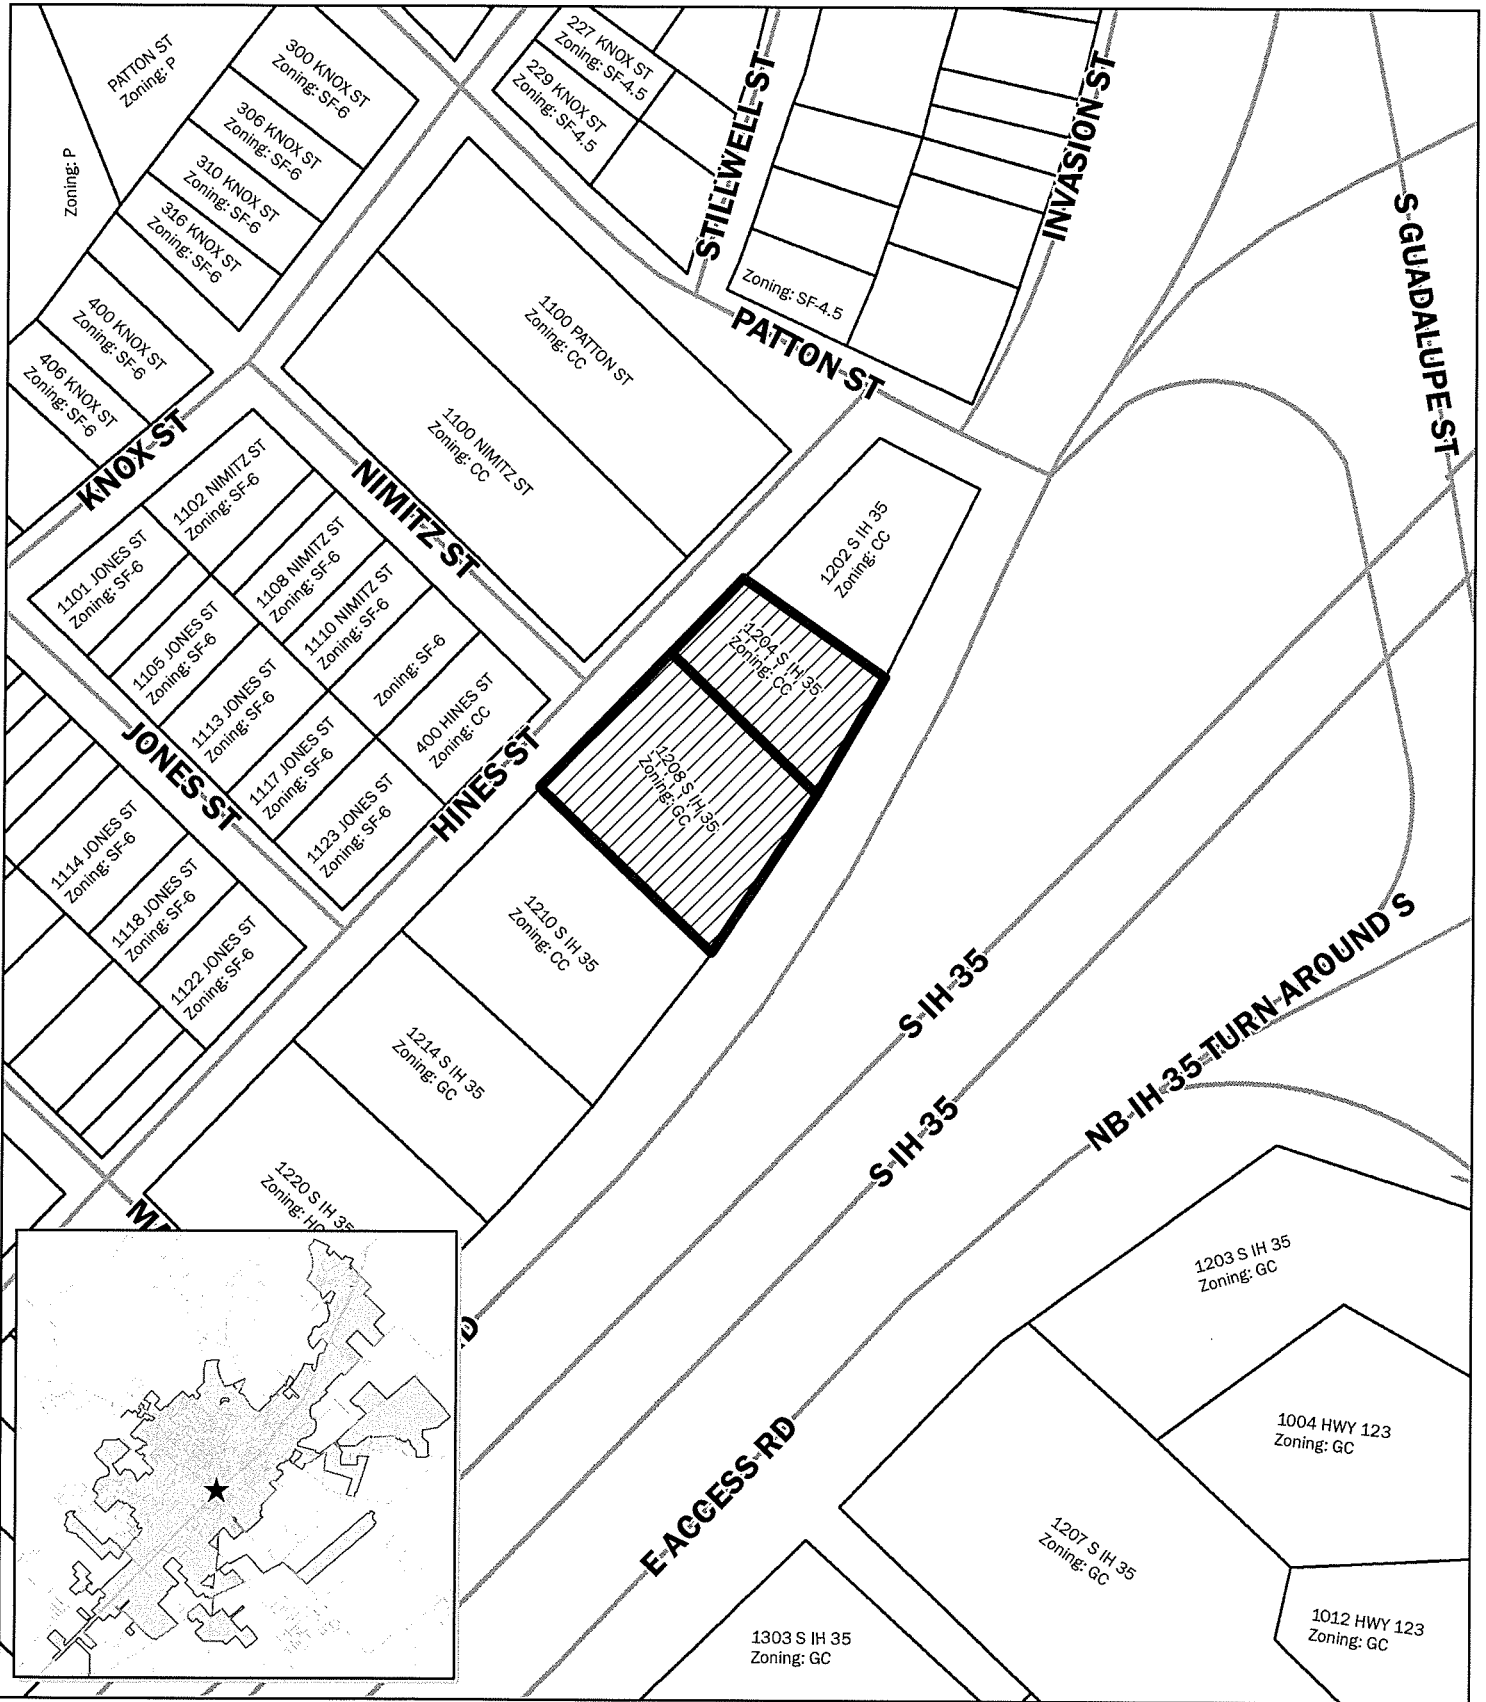 PATTON ST
Zoning: P
Zoning: P
300 KNOX ST
Zoning: SF-6
306 KNOX ST
Zoning: SF-6
310 KNOX ST
Zoning: SF-6
316 KNOX ST
Zoning: SF-6
400 KNOX ST
Zoning: SF-6
406 KNOX ST
Zoning: SF-6
227 KNOX ST
Zoning: SF-4.5
229 KNOX ST
Zoning: SF-4.5
STILLWELL ST
INVASION ST
S GUADALUPE ST
Zoning: SF-4.5
PATTON ST
1100 PATTON ST
Zoning: CC
1100 NIMITZ ST
Zoning: CC
KNOX ST
NIMITZ ST
1102 NIMITZ ST
Zoning: SF-6
1101 JONES ST
Zoning: SF-6
1108 NIMITZ ST
Zoning: SF-6
1110 NIMITZ ST
Zoning: SF-6
1105 JONES ST
Zoning: SF-6
Zoning: SF-6
1113 JONES ST
Zoning: SF-6
400 HINES ST
Zoning: CC
1117 JONES ST
Zoning: SF-6
1123 JONES ST
Zoning: SF-6
JONES ST
HINES ST
1202 S IH 35
Zoning: CC
1204 S IH 35
Zoning: CC
1208 S IH 35
Zoning: GC
1114 JONES ST
Zoning: SF-6
1118 JONES ST
Zoning: SF-6
1122 JONES ST
Zoning: SF-6
1210 S IH 35
Zoning: CC
1214 S IH 35
Zoning: GC
1220 S IH 35
Zoning: HC
S IH 35
S IH 35
NB IH 35 TURN AROUND S
MA
D
E ACCESS RD
1203 S IH 35
Zoning: GC
1004 HWY 123
Zoning: GC
1207 S IH 35
Zoning: GC
1012 HWY 123
Zoning: GC
1303 S IH 35
Zoning: GC